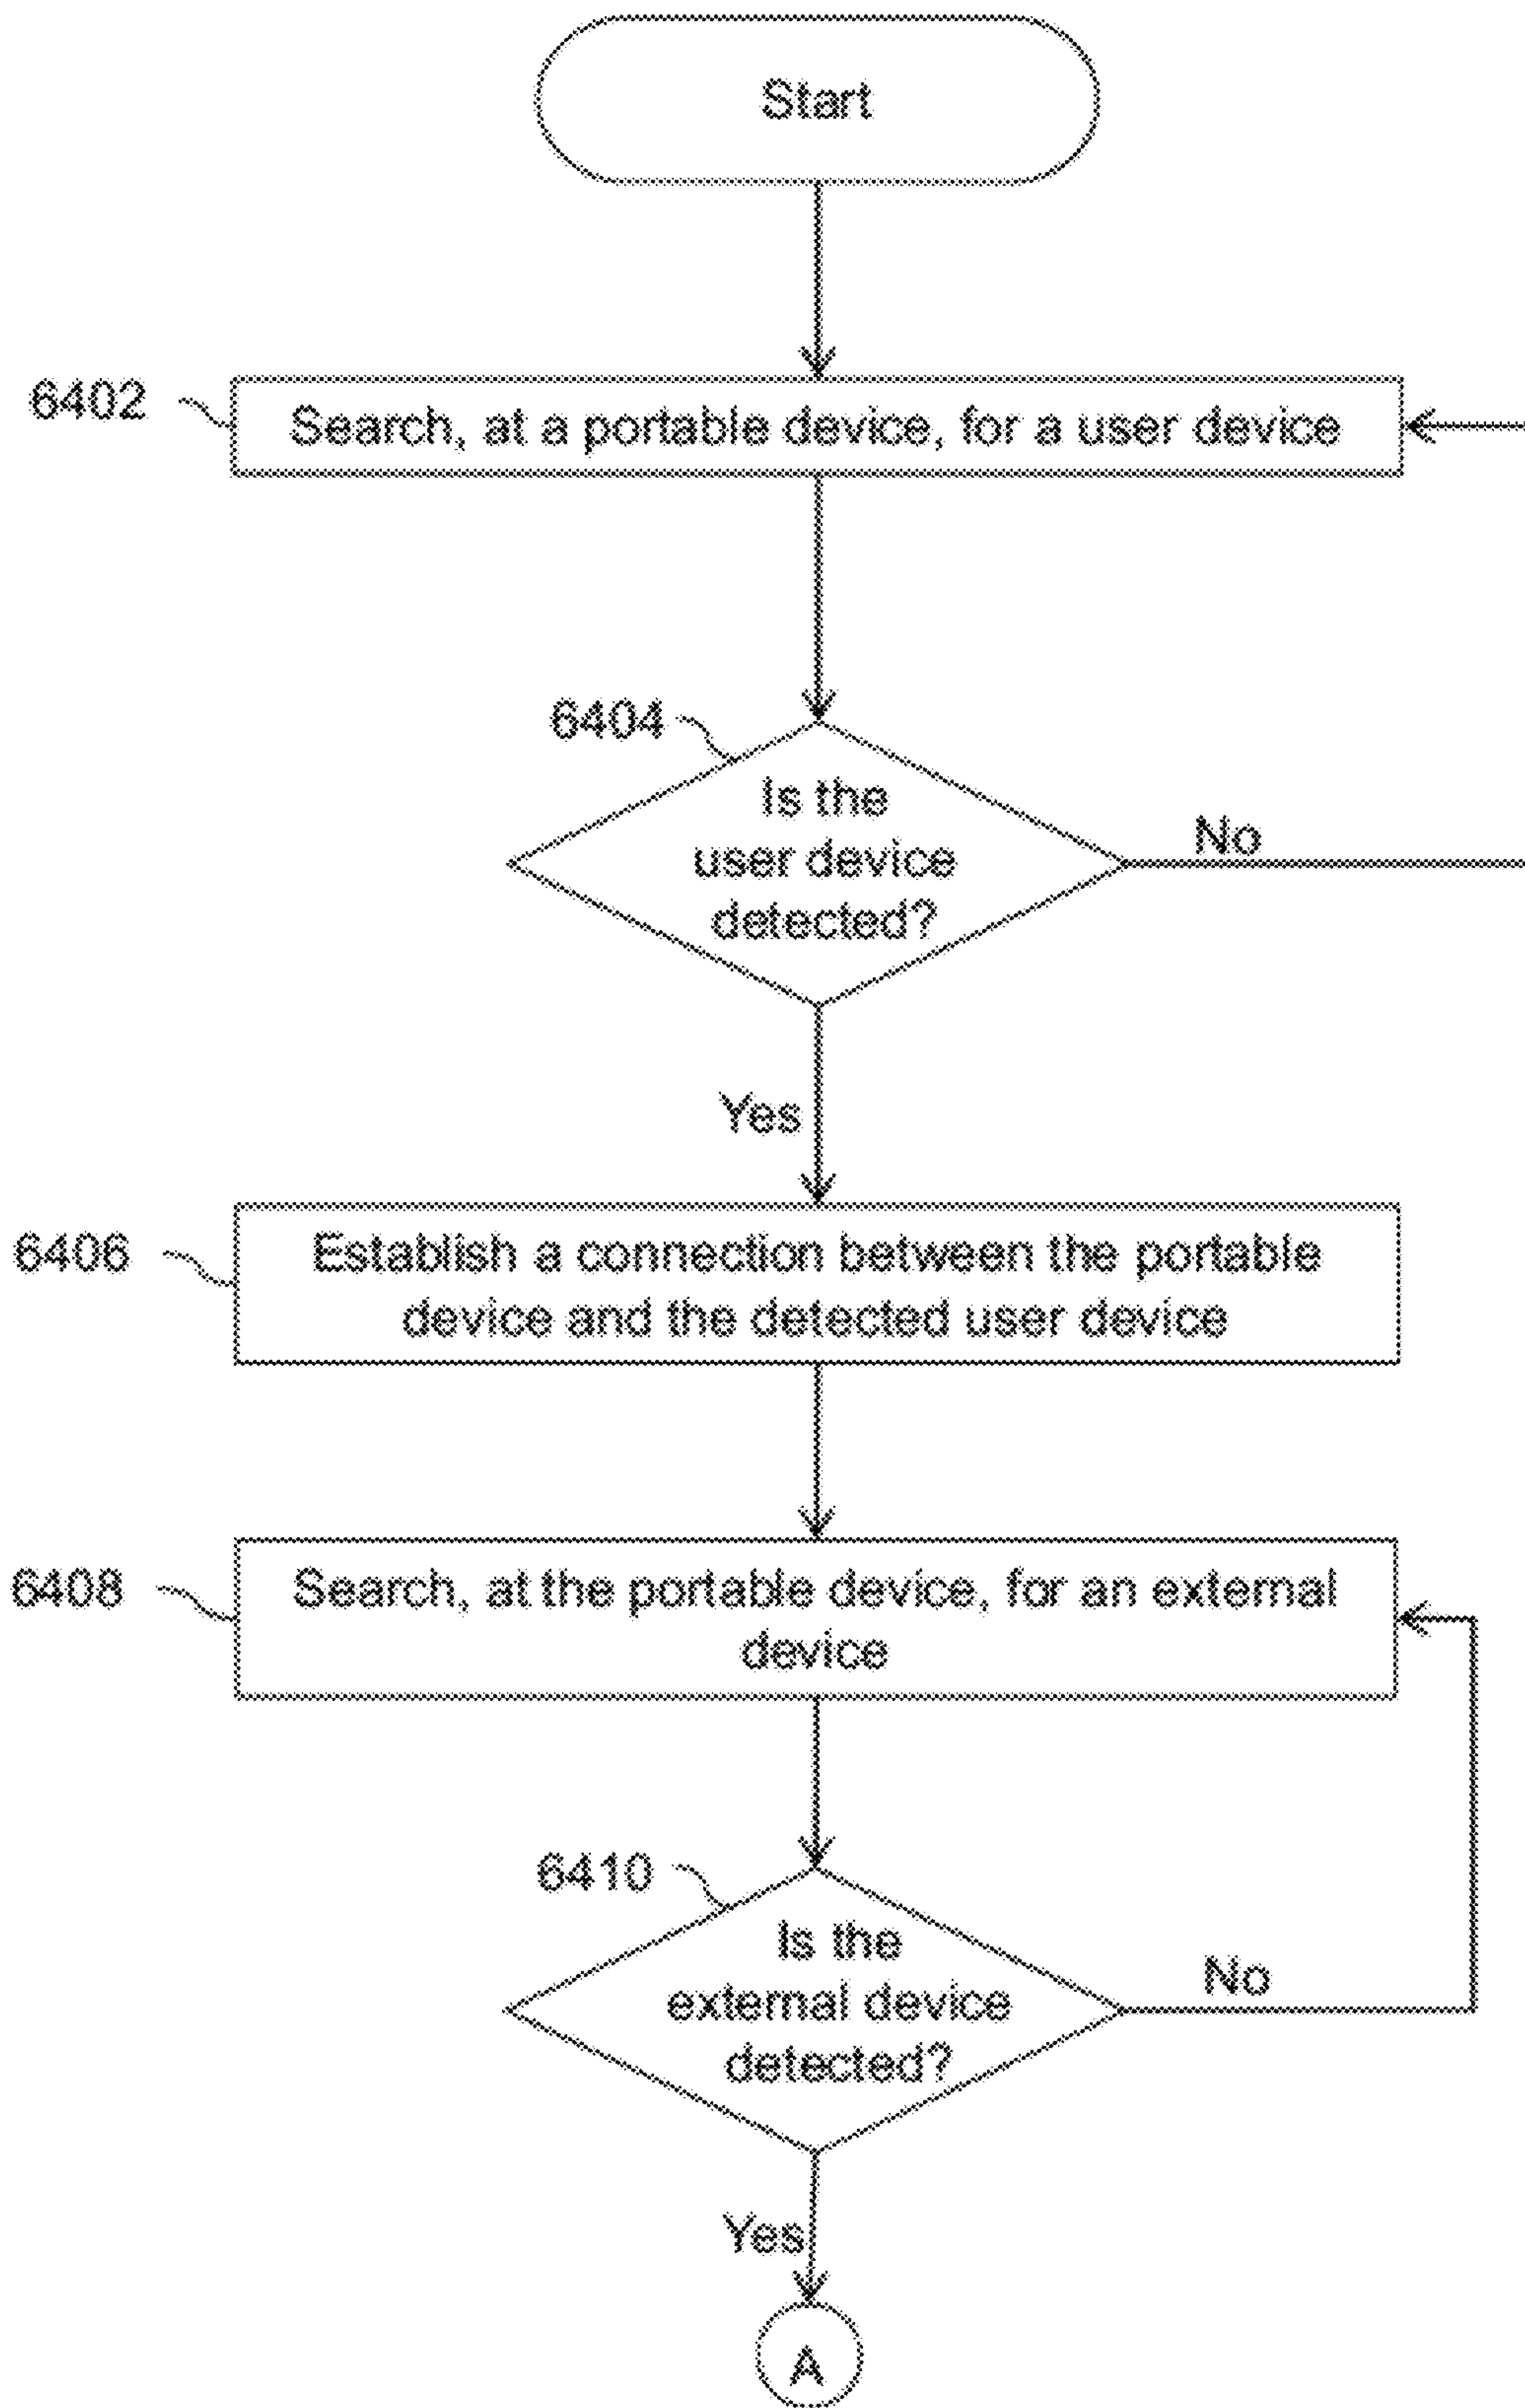 Start
6402
Search, at a portable device, for a user device
6404
Is the
user device
detected?
No
Yes
6406
Establish a connection between the portable
device and the detected user device
6408
Search, at the portable device, for an external
device
6410
Is the
external device
detected?
No
Yes
A